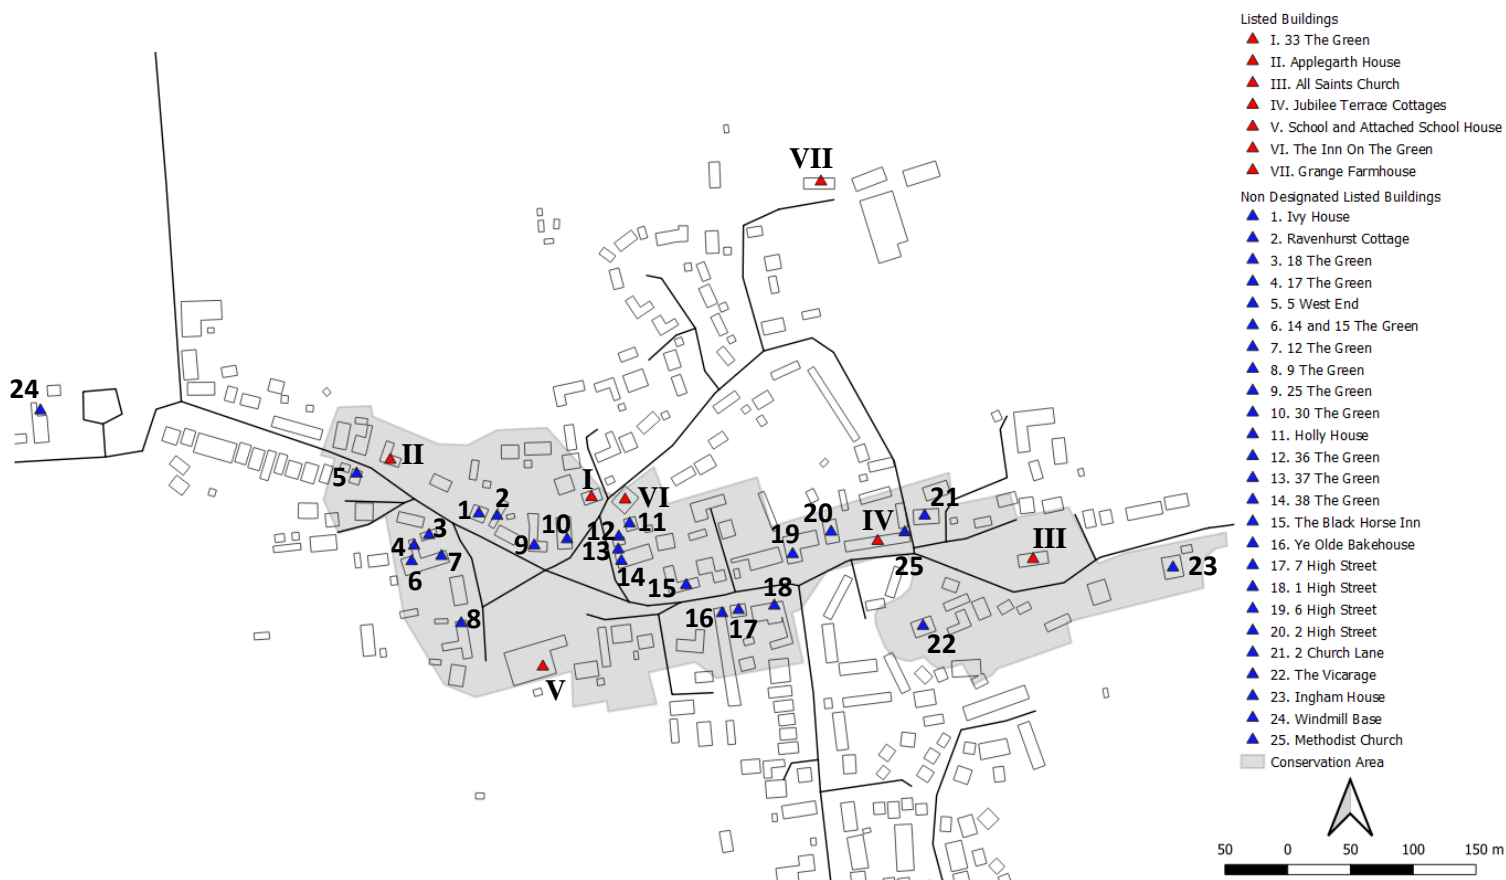 Listed Buildings
I. 33 The Green
II. Applegarth House
III. All Saints Church
IV. Jubilee Terrace Cottages
V. School and Attached School House
VI. The Inn On The Green
VII. Grange Farmhouse
Non Designated Listed Buildings
1. Ivy House
2. Ravenhurst Cottage
3. 18 The Green
4. 17 The Green
5. 5 West End
6. 14 and 15 The Green
7. 12 The Green
8. 9 The Green
9. 25 The Green
10. 30 The Green
11. Holly House
12. 36 The Green
13. 37 The Green
14. 38 The Green
15. The Black Horse Inn
16. Ye Olde Bakehouse
17. 7 High Street
18. 1 High Street
19. 6 High Street
20. 2 High Street
21. 2 Church Lane
22. The Vicarage
23. Ingham House
24. Windmill Base
25. Methodist Church
Conservation Area
50 0 50 100 150 m
VII
24
II
5
I
VI
1
2
3
4
6
7
8
9
10
11
12
13
14
15
16
17
18
19
20
IV
21
25
III
23
22
V